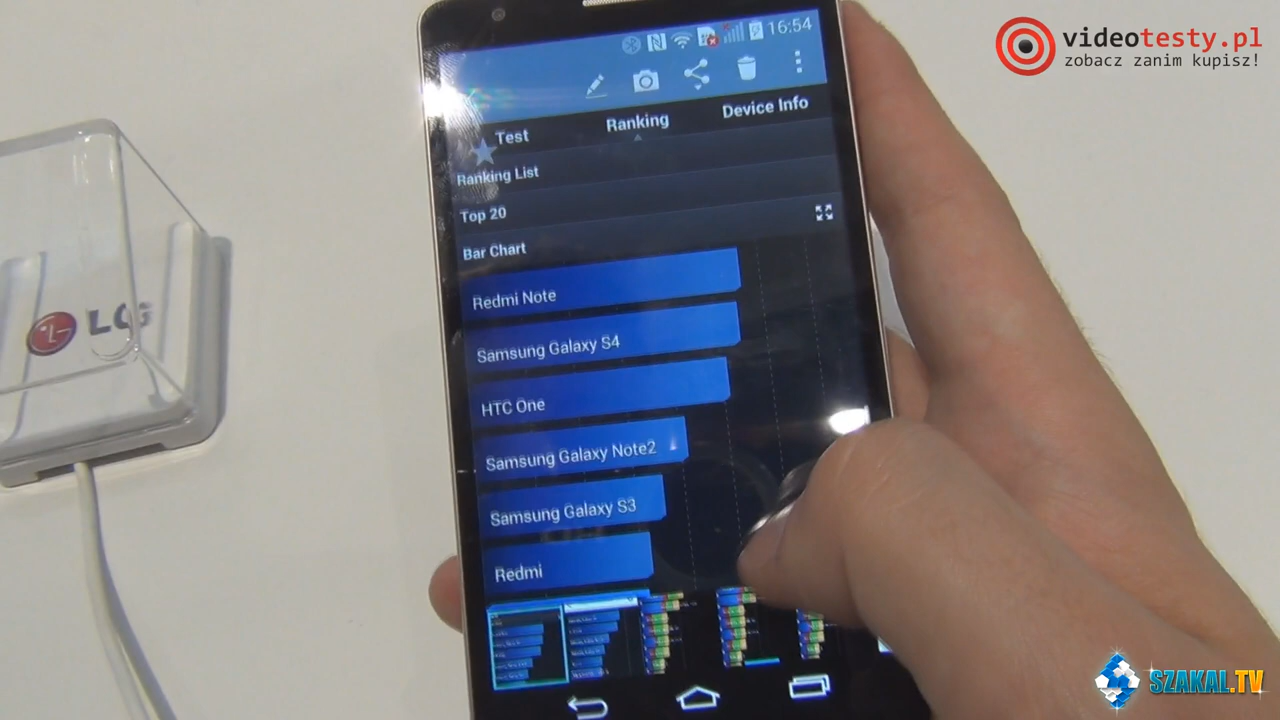 videotesty.pl
zobacz zanim kupisz!
16:54
Test
Ranking
Device Info
Ranking List
Top 20
Bar Chart
Redmi Note
Samsung Galaxy S4
HTC One
Samsung Galaxy Note2
Samsung Galaxy S3
Redmi
LG
SZAKAL.TV